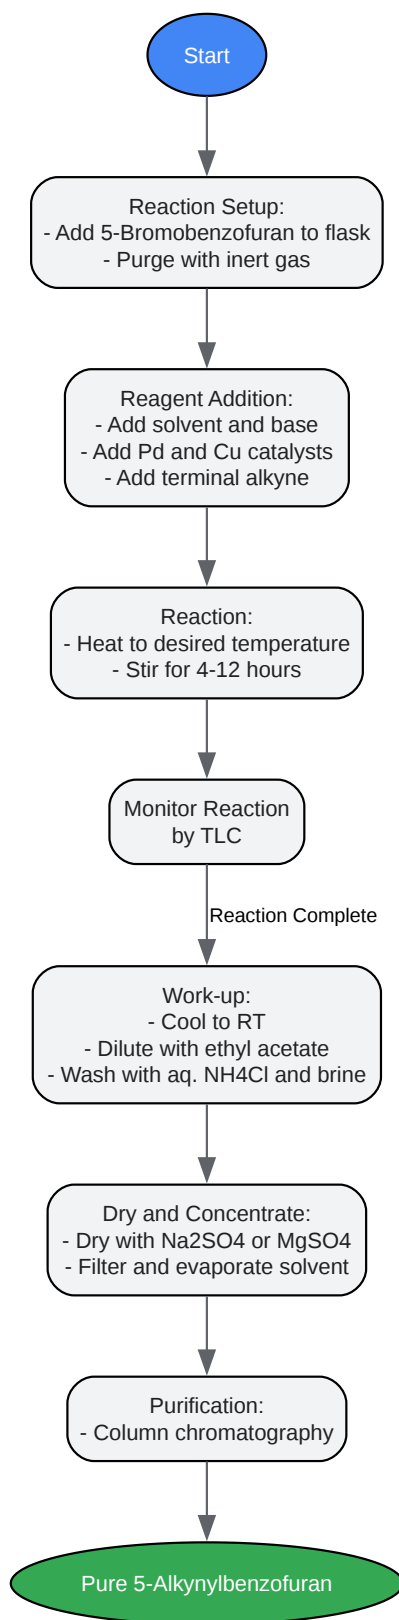 Start
Reaction Setup:
- Add 5-Bromobenzofuran to flask
- Purge with inert gas
Reagent Addition:
- Add solvent and base
- Add Pd and Cu catalysts
- Add terminal alkyne
Reaction:
- Heat to desired temperature
- Stir for 4-12 hours
Monitor Reaction
by TLC
Reaction Complete
Work-up:
- Cool to RT
- Dilute with ethyl acetate
- Wash with aq. NH4Cl and brine
Dry and Concentrate:
- Dry with Na2SO4 or MgSO4
- Filter and evaporate solvent
Purification:
- Column chromatography
Pure 5-Alkynylbenzofuran